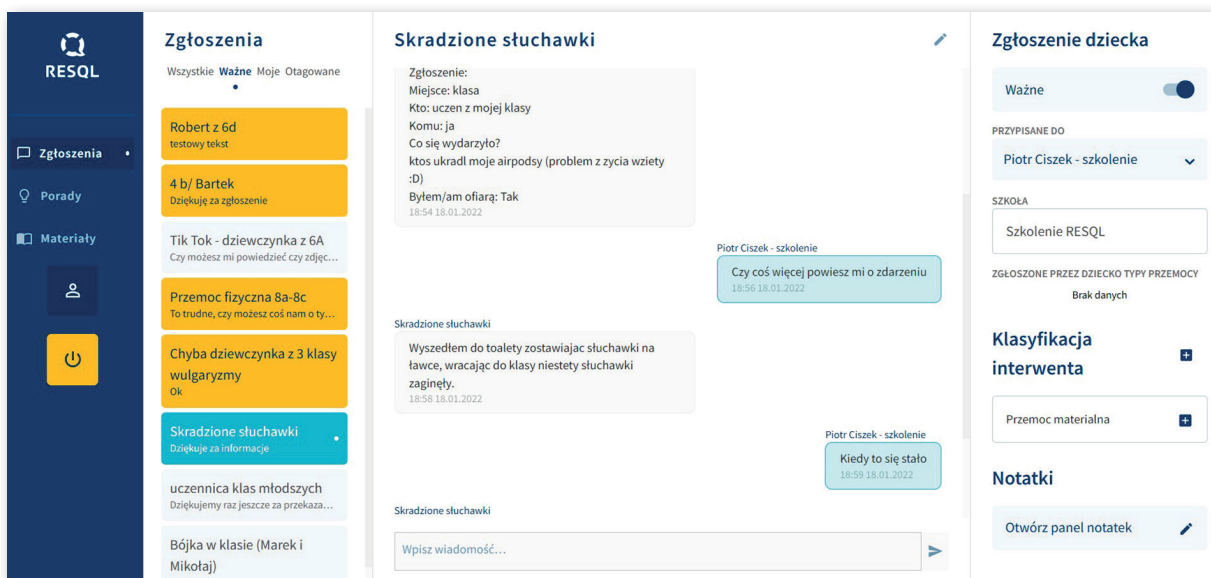 RESQL
Zgłoszenia
Porady
Materiały
Zgłoszenia
Wszystkie Ważne Moje Otagowane
Robert z 6d
testowy tekst
4 b/ Bartek
Dziękuję za zgłoszenie
Tik Tok - dziewczynka z 6A
Czy możesz mi powiedzieć czy zdjęc...
Przemoc fizyczna 8a-8c
To trudne, czy możesz coś nam o ty...
Chyba dziewczynka z 3 klasy
wulgaryzmy
Ok
Skradzione słuchawki
Dziękuje za informacje
uczennica klas młodszych
Dziękujemy raz jeszcze za przekaza...
Bójka w klasie (Marek i
Mikołaj)
Skradzione słuchawki
Zgłoszenie:
Miejsce: klasa
Kto: uczen z mojej klasy
Komu: ja
Co się wydarzyło?
ktos ukradl moje airpodsy (problem z zycia wziety
:D)
Byłem/am ofiarą: Tak
18:54 18.01.2022
Piotr Ciszek - szkolenie
Czy coś więcej powiesz mi o zdarzeniu
18:56 18.01.2022
Skradzione słuchawki
Wyszedłem do toalety zostawiajac słuchawki na
ławce, wracając do klasy niestety słuchawki
zaginęły.
18:58 18.01.2022
Piotr Ciszek - szkolenie
Kiedy to się stało
18:59 18.01.2022
Skradzione słuchawki
Wpisz wiadomość...
Zgłoszenie dziecka
Ważne
PRZYPISANE DO
Piotr Ciszek - szkolenie
SZKOŁA
Szkolenie RESQL
ZGŁOSZONE PRZEZ DZIECKO TYPY PRZEMOCY
Brak danych
Klasyfikacja
interwenta
Przemoc materialna
Notatki
Otwórz panel notatek